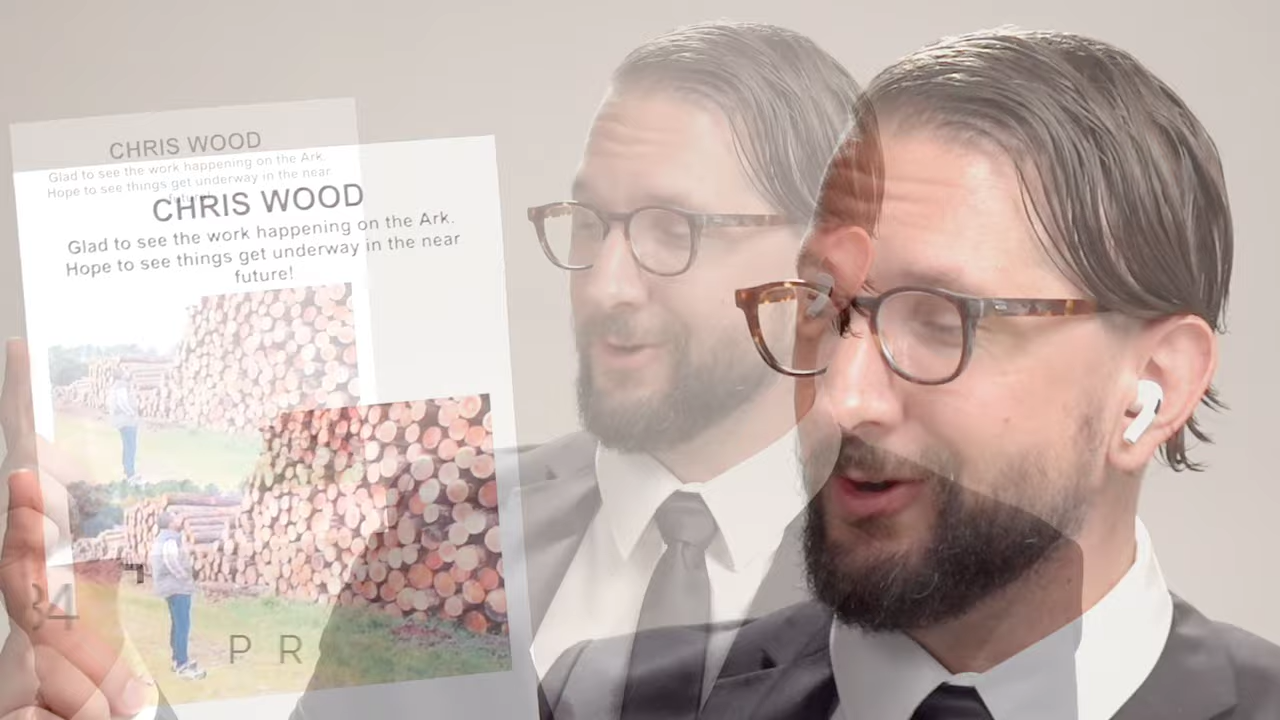 CHRIS WOOD
Glad to see the work happening on the Ark.
Hope to see things get underway in the near
future!
CHRIS WOOD
Glad to see the work happening on the Ark.
Hope to see things get underway in the near
future!
34
P R